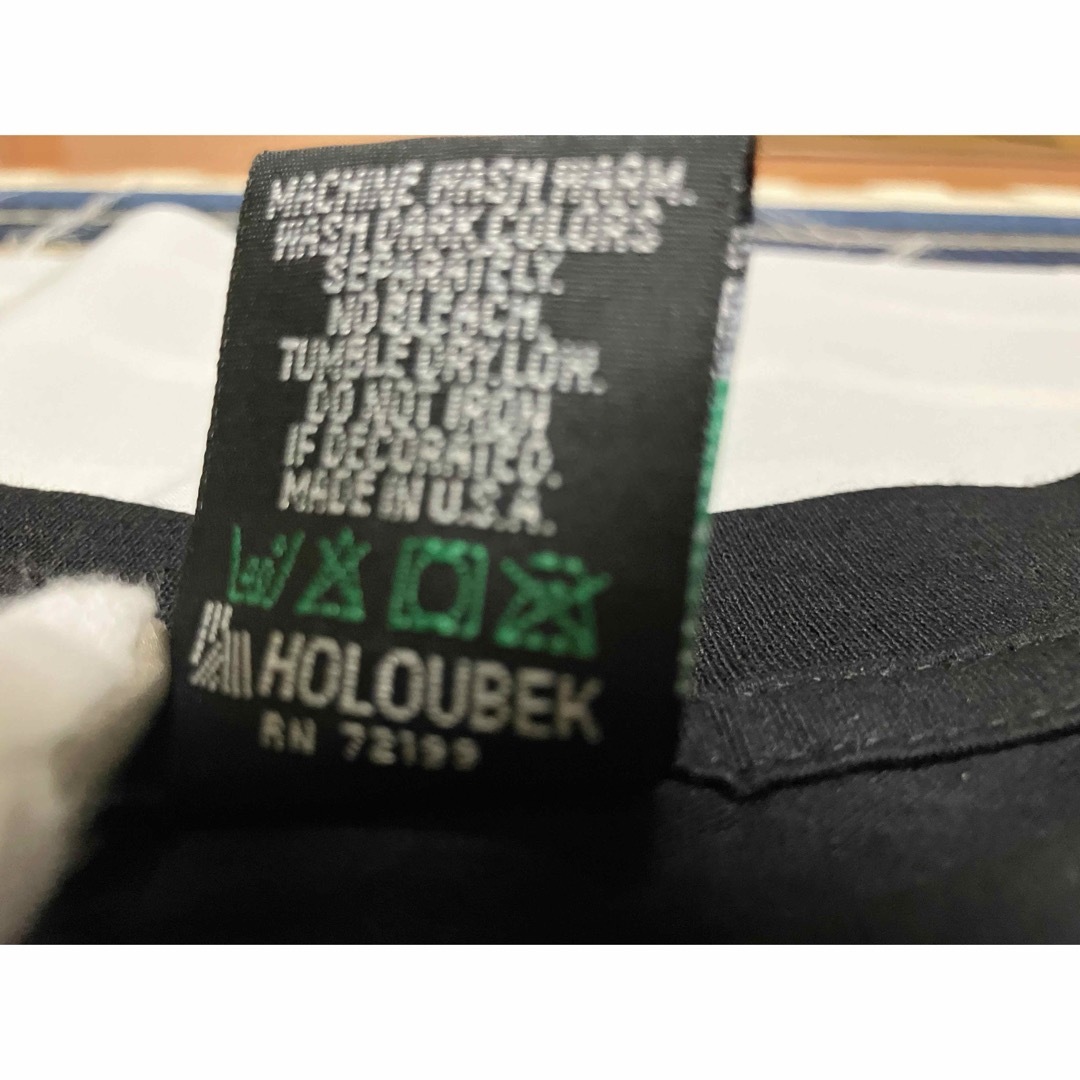 MACHINE WASH WARM.
WASH DARK COLORS
SEPARATELY.
NO BLEACH.
TUMBLE DRY.LOW.
DO NOT IRON
IF DECORATED.
MADE IN U.S.A.
HOLOUBEK
RN 72199